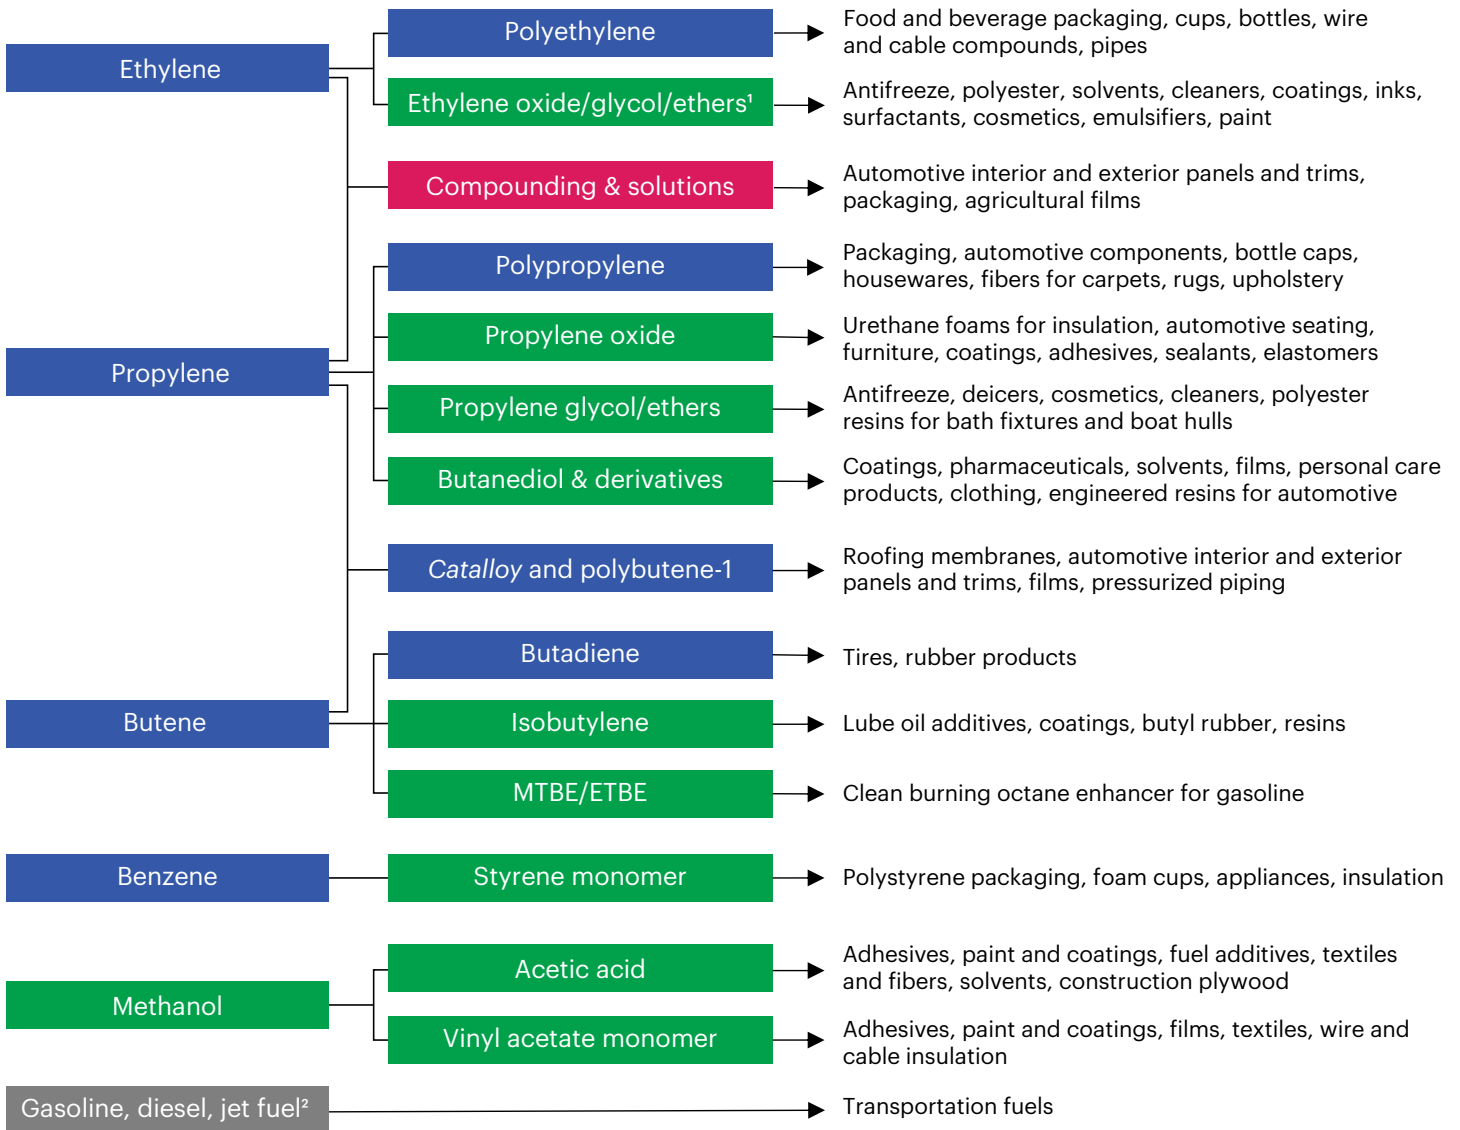 Ethylene
Polyethylene
Food and beverage packaging, cups, bottles, wire
and cable compounds, pipes
Ethylene oxide/glycol/ethers¹
Antifreeze, polyester, solvents, cleaners, coatings, inks,
surfactants, cosmetics, emulsifiers, paint
Compounding & solutions
Automotive interior and exterior panels and trims,
packaging, agricultural films
Propylene
Polypropylene
Packaging, automotive components, bottle caps,
housewares, fibers for carpets, rugs, upholstery
Propylene oxide
Urethane foams for insulation, automotive seating,
furniture, coatings, adhesives, sealants, elastomers
Propylene glycol/ethers
Antifreeze, deicers, cosmetics, cleaners, polyester
resins for bath fixtures and boat hulls
Butanediol & derivatives
Coatings, pharmaceuticals, solvents, films, personal care
products, clothing, engineered resins for automotive
Catalloy and polybutene-1
Roofing membranes, automotive interior and exterior
panels and trims, films, pressurized piping
Butene
Butadiene
Tires, rubber products
Isobutylene
Lube oil additives, coatings, butyl rubber, resins
MTBE/ETBE
Clean burning octane enhancer for gasoline
Benzene
Styrene monomer
Polystyrene packaging, foam cups, appliances, insulation
Methanol
Acetic acid
Adhesives, paint and coatings, fuel additives, textiles
and fibers, solvents, construction plywood
Vinyl acetate monomer
Adhesives, paint and coatings, films, textiles, wire and
cable insulation
Gasoline, diesel, jet fuel²
Transportation fuels